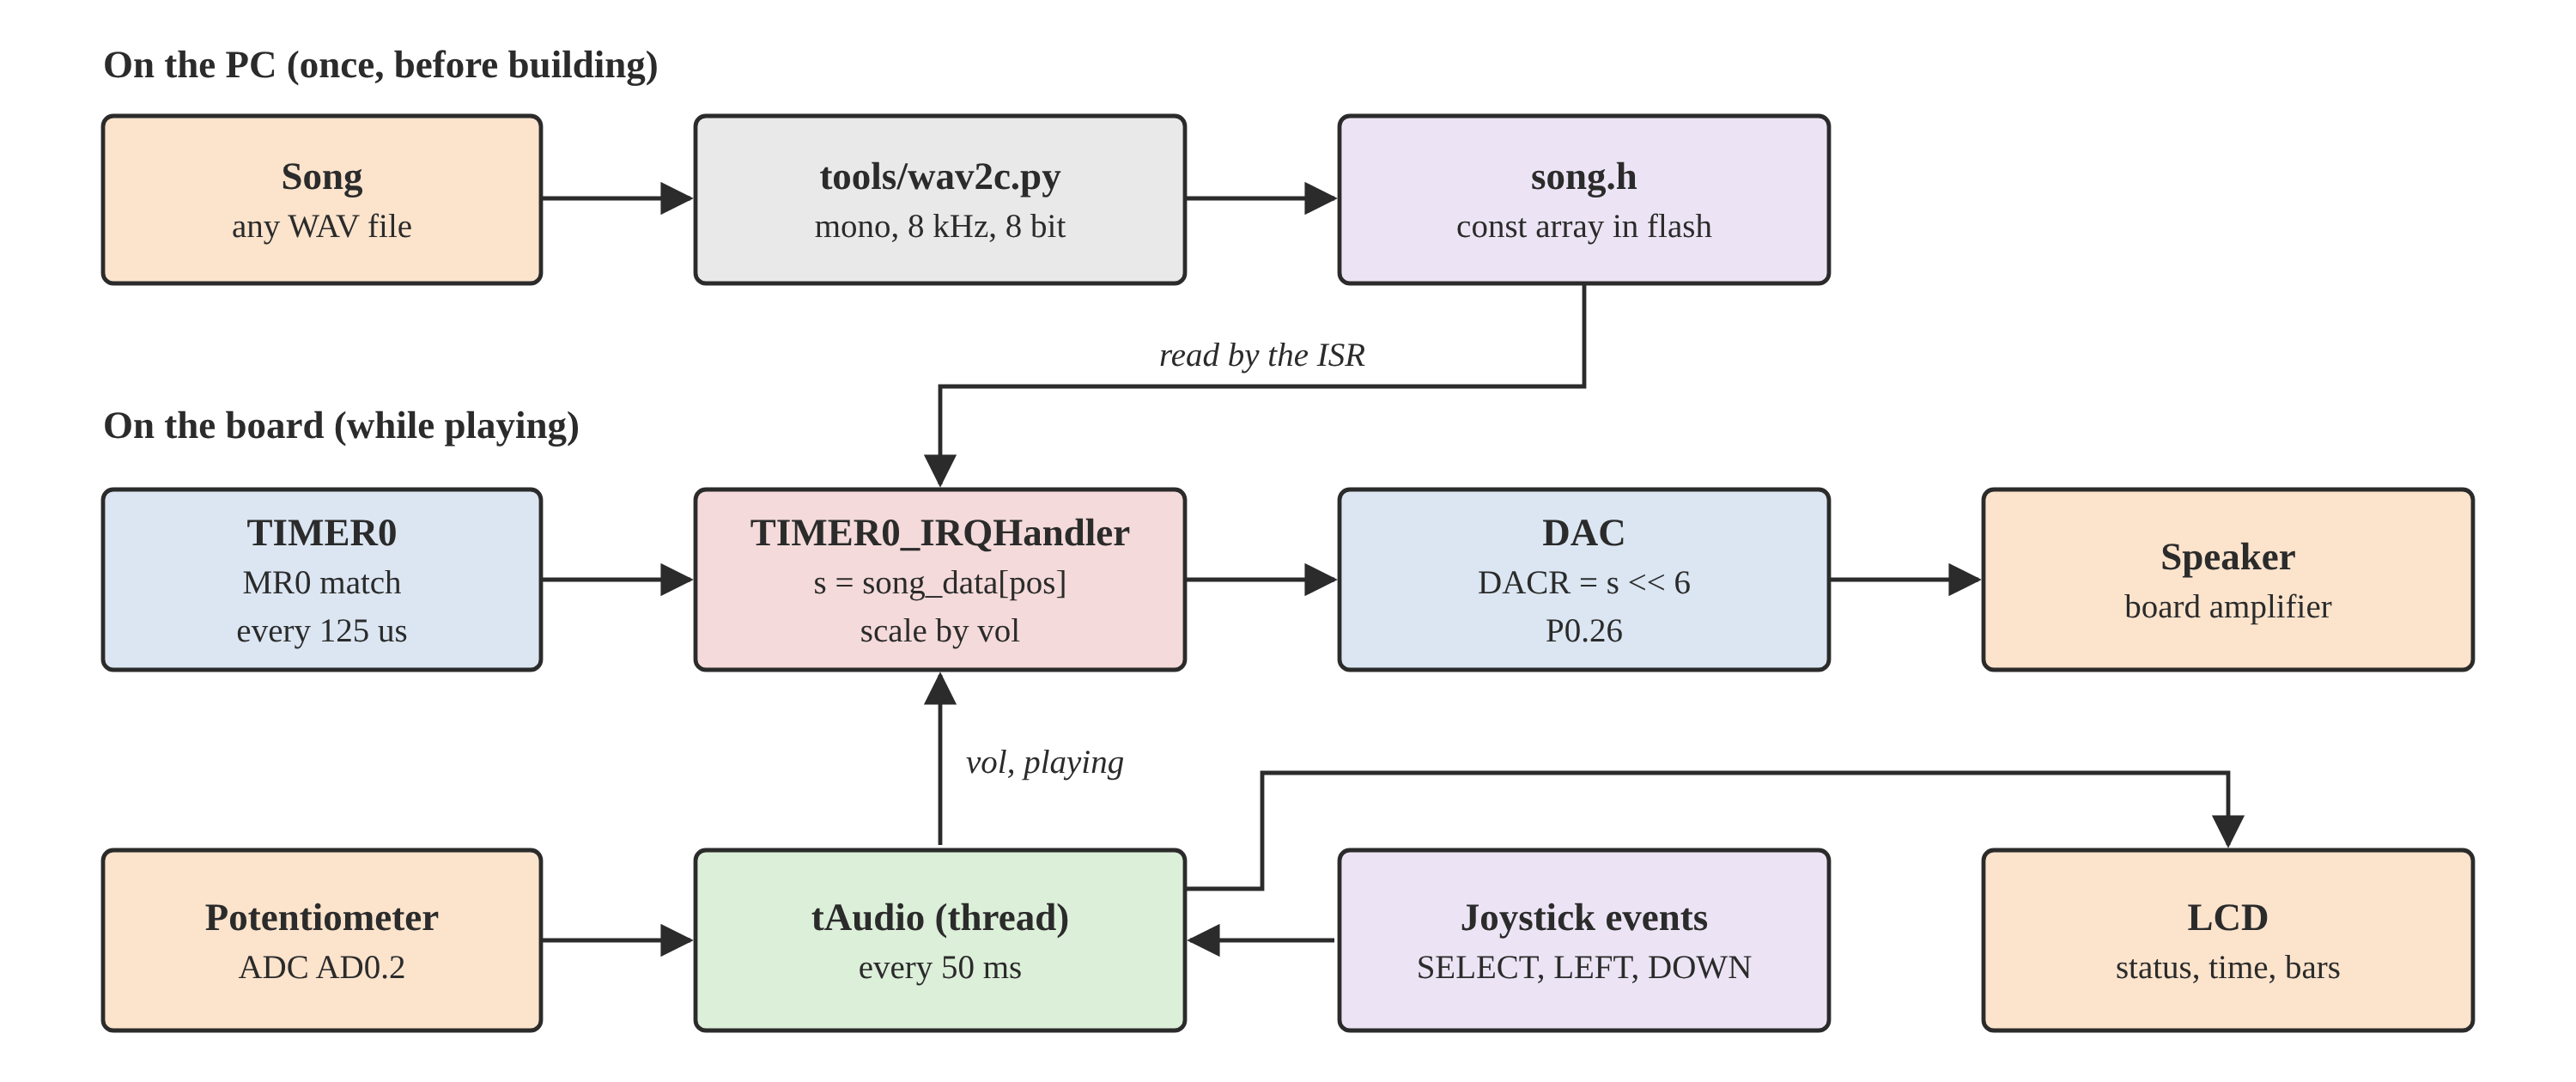 On the PC (once, before building)
Song
any WAV file
tools/wav2c.py
mono, 8 kHz, 8 bit
song.h
const array in flash
read by the ISR
On the board (while playing)
TIMER0
MR0 match
every 125 us
TIMER0_IRQHandler
s = song_data[pos]
scale by vol
DAC
DACR = s << 6
P0.26
Speaker
board amplifier
vol, playing
Potentiometer
ADC AD0.2
tAudio (thread)
every 50 ms
Joystick events
SELECT, LEFT, DOWN
LCD
status, time, bars